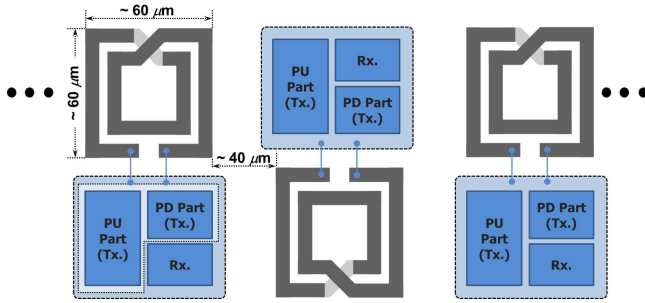 ~ 60 μm
~ 60 μm
PU
Part
(Tx.)
Rx.
PD Part
(Tx.)
~ 40 μm
PU
Part
(Tx.)
PD Part
(Tx.)
Rx.
PU
Part
(Tx.)
PD Part
(Tx.)
Rx.